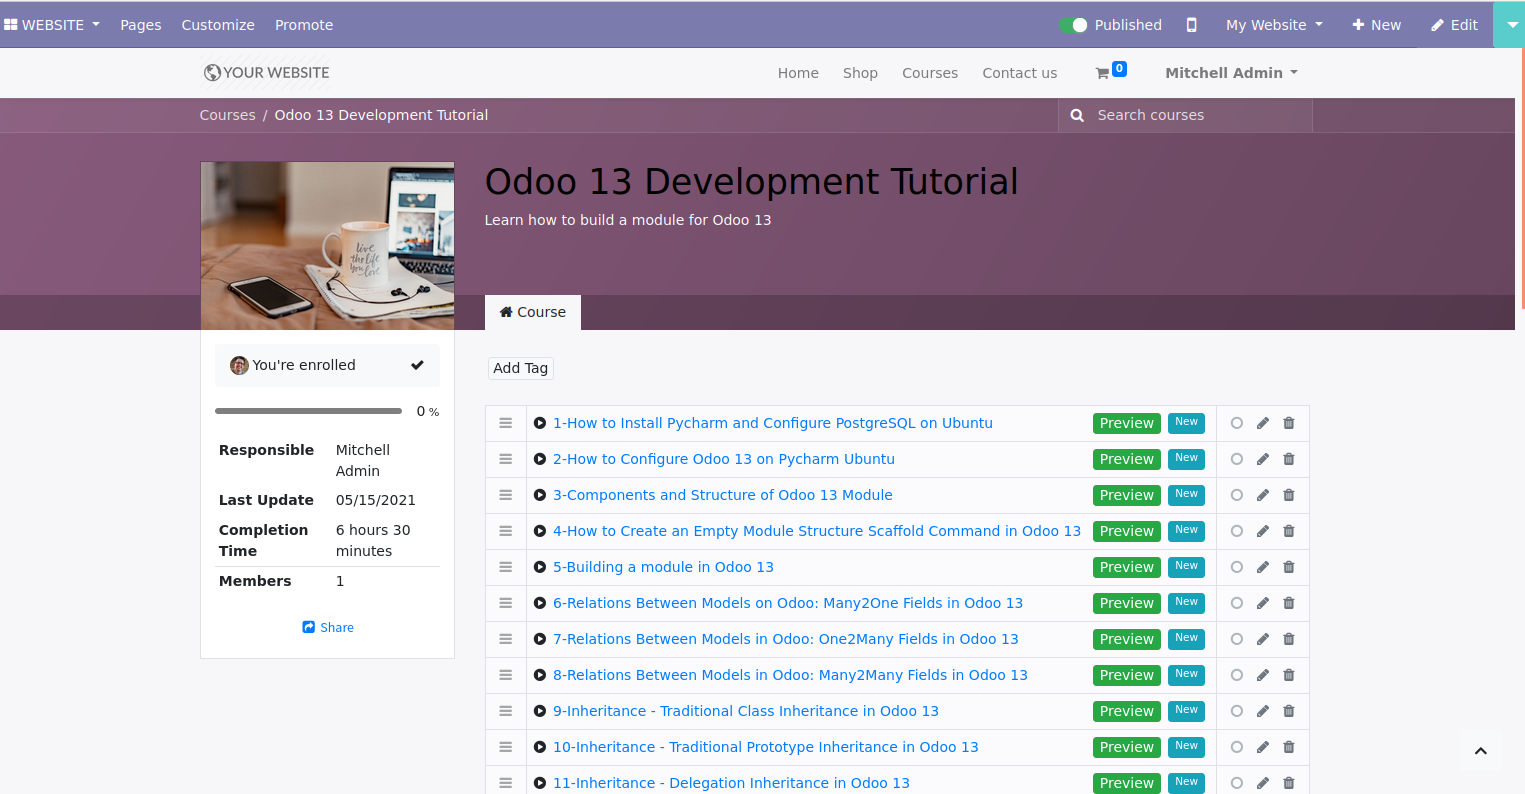 WEBSITE Pages Customize Promote Published My Website New Edit
YOUR WEBSITE Home Shop Courses Contact us 0 Mitchell Admin
Courses / Odoo 13 Development Tutorial Search courses
Odoo 13 Development Tutorial
Learn how to build a module for Odoo 13
live
the life
you love
Course
You're enrolled
0 %
Responsible Mitchell
Admin
Last Update 05/15/2021
Completion 6 hours 30
Time minutes
Members 1
Share
Add Tag
1-How to Install Pycharm and Configure PostgreSQL on Ubuntu Preview New
2-How to Configure Odoo 13 on Pycharm Ubuntu Preview New
3-Components and Structure of Odoo 13 Module Preview New
4-How to Create an Empty Module Structure Scaffold Command in Odoo 13 Preview New
5-Building a module in Odoo 13 Preview New
6-Relations Between Models on Odoo: Many2One Fields in Odoo 13 Preview New
7-Relations Between Models in Odoo: One2Many Fields in Odoo 13 Preview New
8-Relations Between Models in Odoo: Many2Many Fields in Odoo 13 Preview New
9-Inheritance - Traditional Class Inheritance in Odoo 13 Preview New
10-Inheritance - Traditional Prototype Inheritance in Odoo 13 Preview New
11-Inheritance - Delegation Inheritance in Odoo 13 Preview New